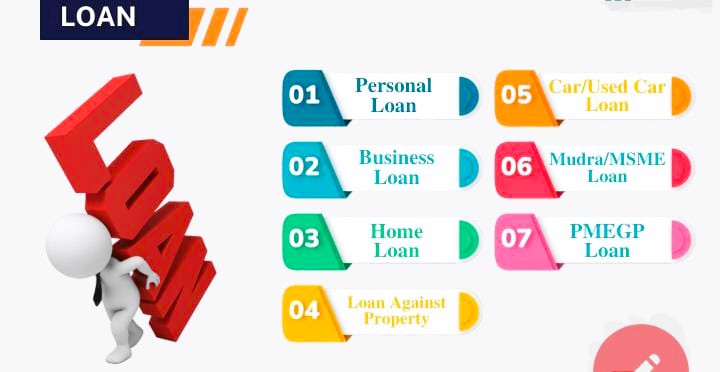 LOAN
LOAN
01
Personal
Loan
02
Business
Loan
03
Home
Loan
04
Loan Against
Property
05
Car/Used Car
Loan
06
Mudra/MSME
Loan
07
PMEGP
Loan